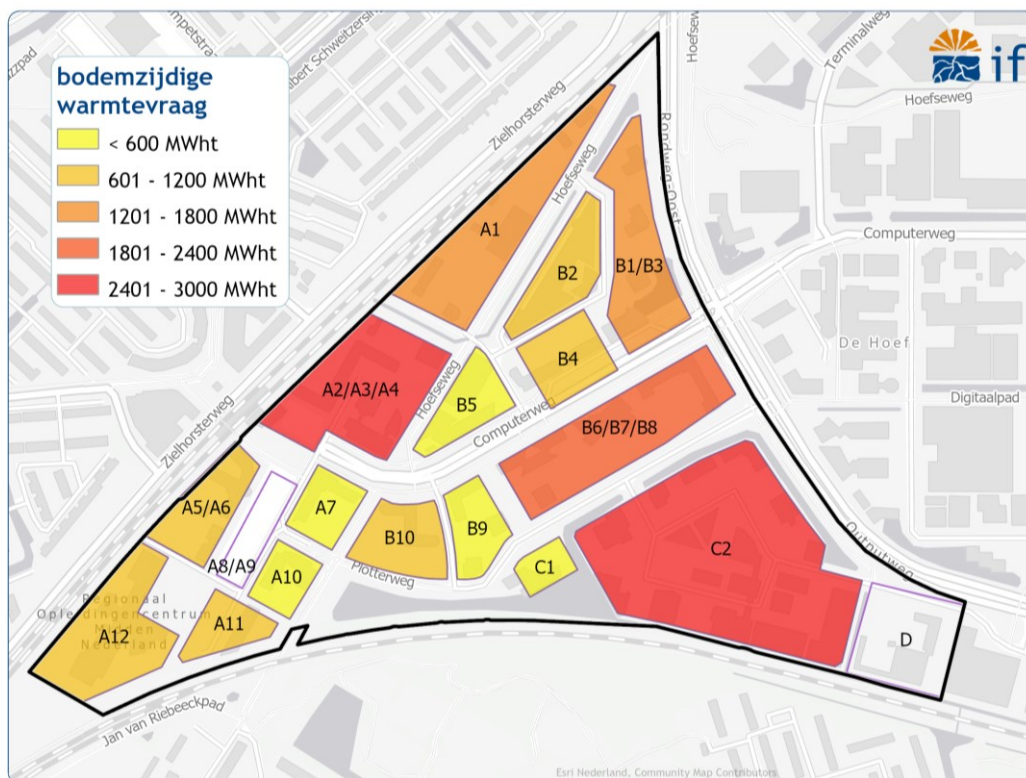 bodemzijdige
warmtevraag
< 600 MWht
601 - 1200 MWht
1201 - 1800 MWht
1801 - 2400 MWht
2401 - 3000 MWht
Schweitzersin
Zielhorsterweg
Hoefseweg
Terminalweg
if
Hoefseweg
Hoefseweg
Rondweg-Oost
Computerweg
A1
B2
B1/B3
De Hoef
B4
Digitaalpad
A2/A3/A4
Hoefseweg
B5
Computerweg
B6/B7/B8
Zielhorsterweg
A5/A6
A7
B10
B9
C2
Outputweg
A8/A9
A10
Plotterweg
C1
Regionaal
Opleidingencentrum
Midden
Nederland
A12
A11
D
Jan van Riebeeckpad
Esri Nederland, Community Map Contributors